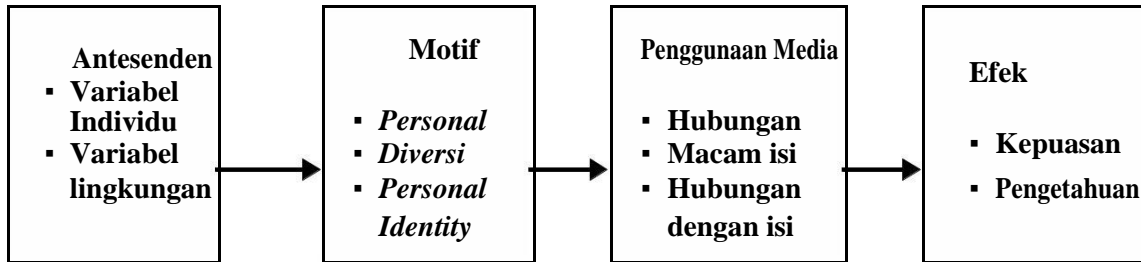 Antesenden
▪ Variabel
Individu
▪ Variabel
lingkungan
Motif
▪ Personal
▪ Diversi
▪ Personal
Identity
Penggunaan Media
▪ Hubungan
▪ Macam isi
▪ Hubungan
dengan isi
Efek
▪ Kepuasan
▪ Pengetahuan